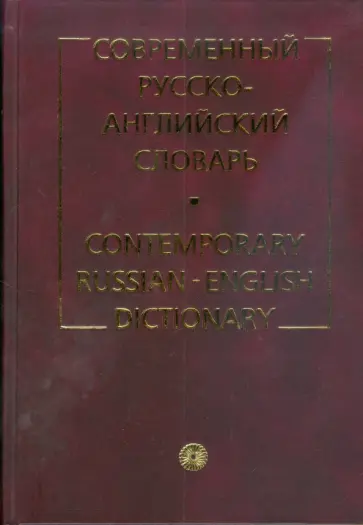 СОВРЕМЕННЫЙ
РУССКО-
АНГЛИЙСКИЙ
СЛОВАРЬ
CONTEMPORARY
RUSSIAN - ENGLISH
DICTIONARY